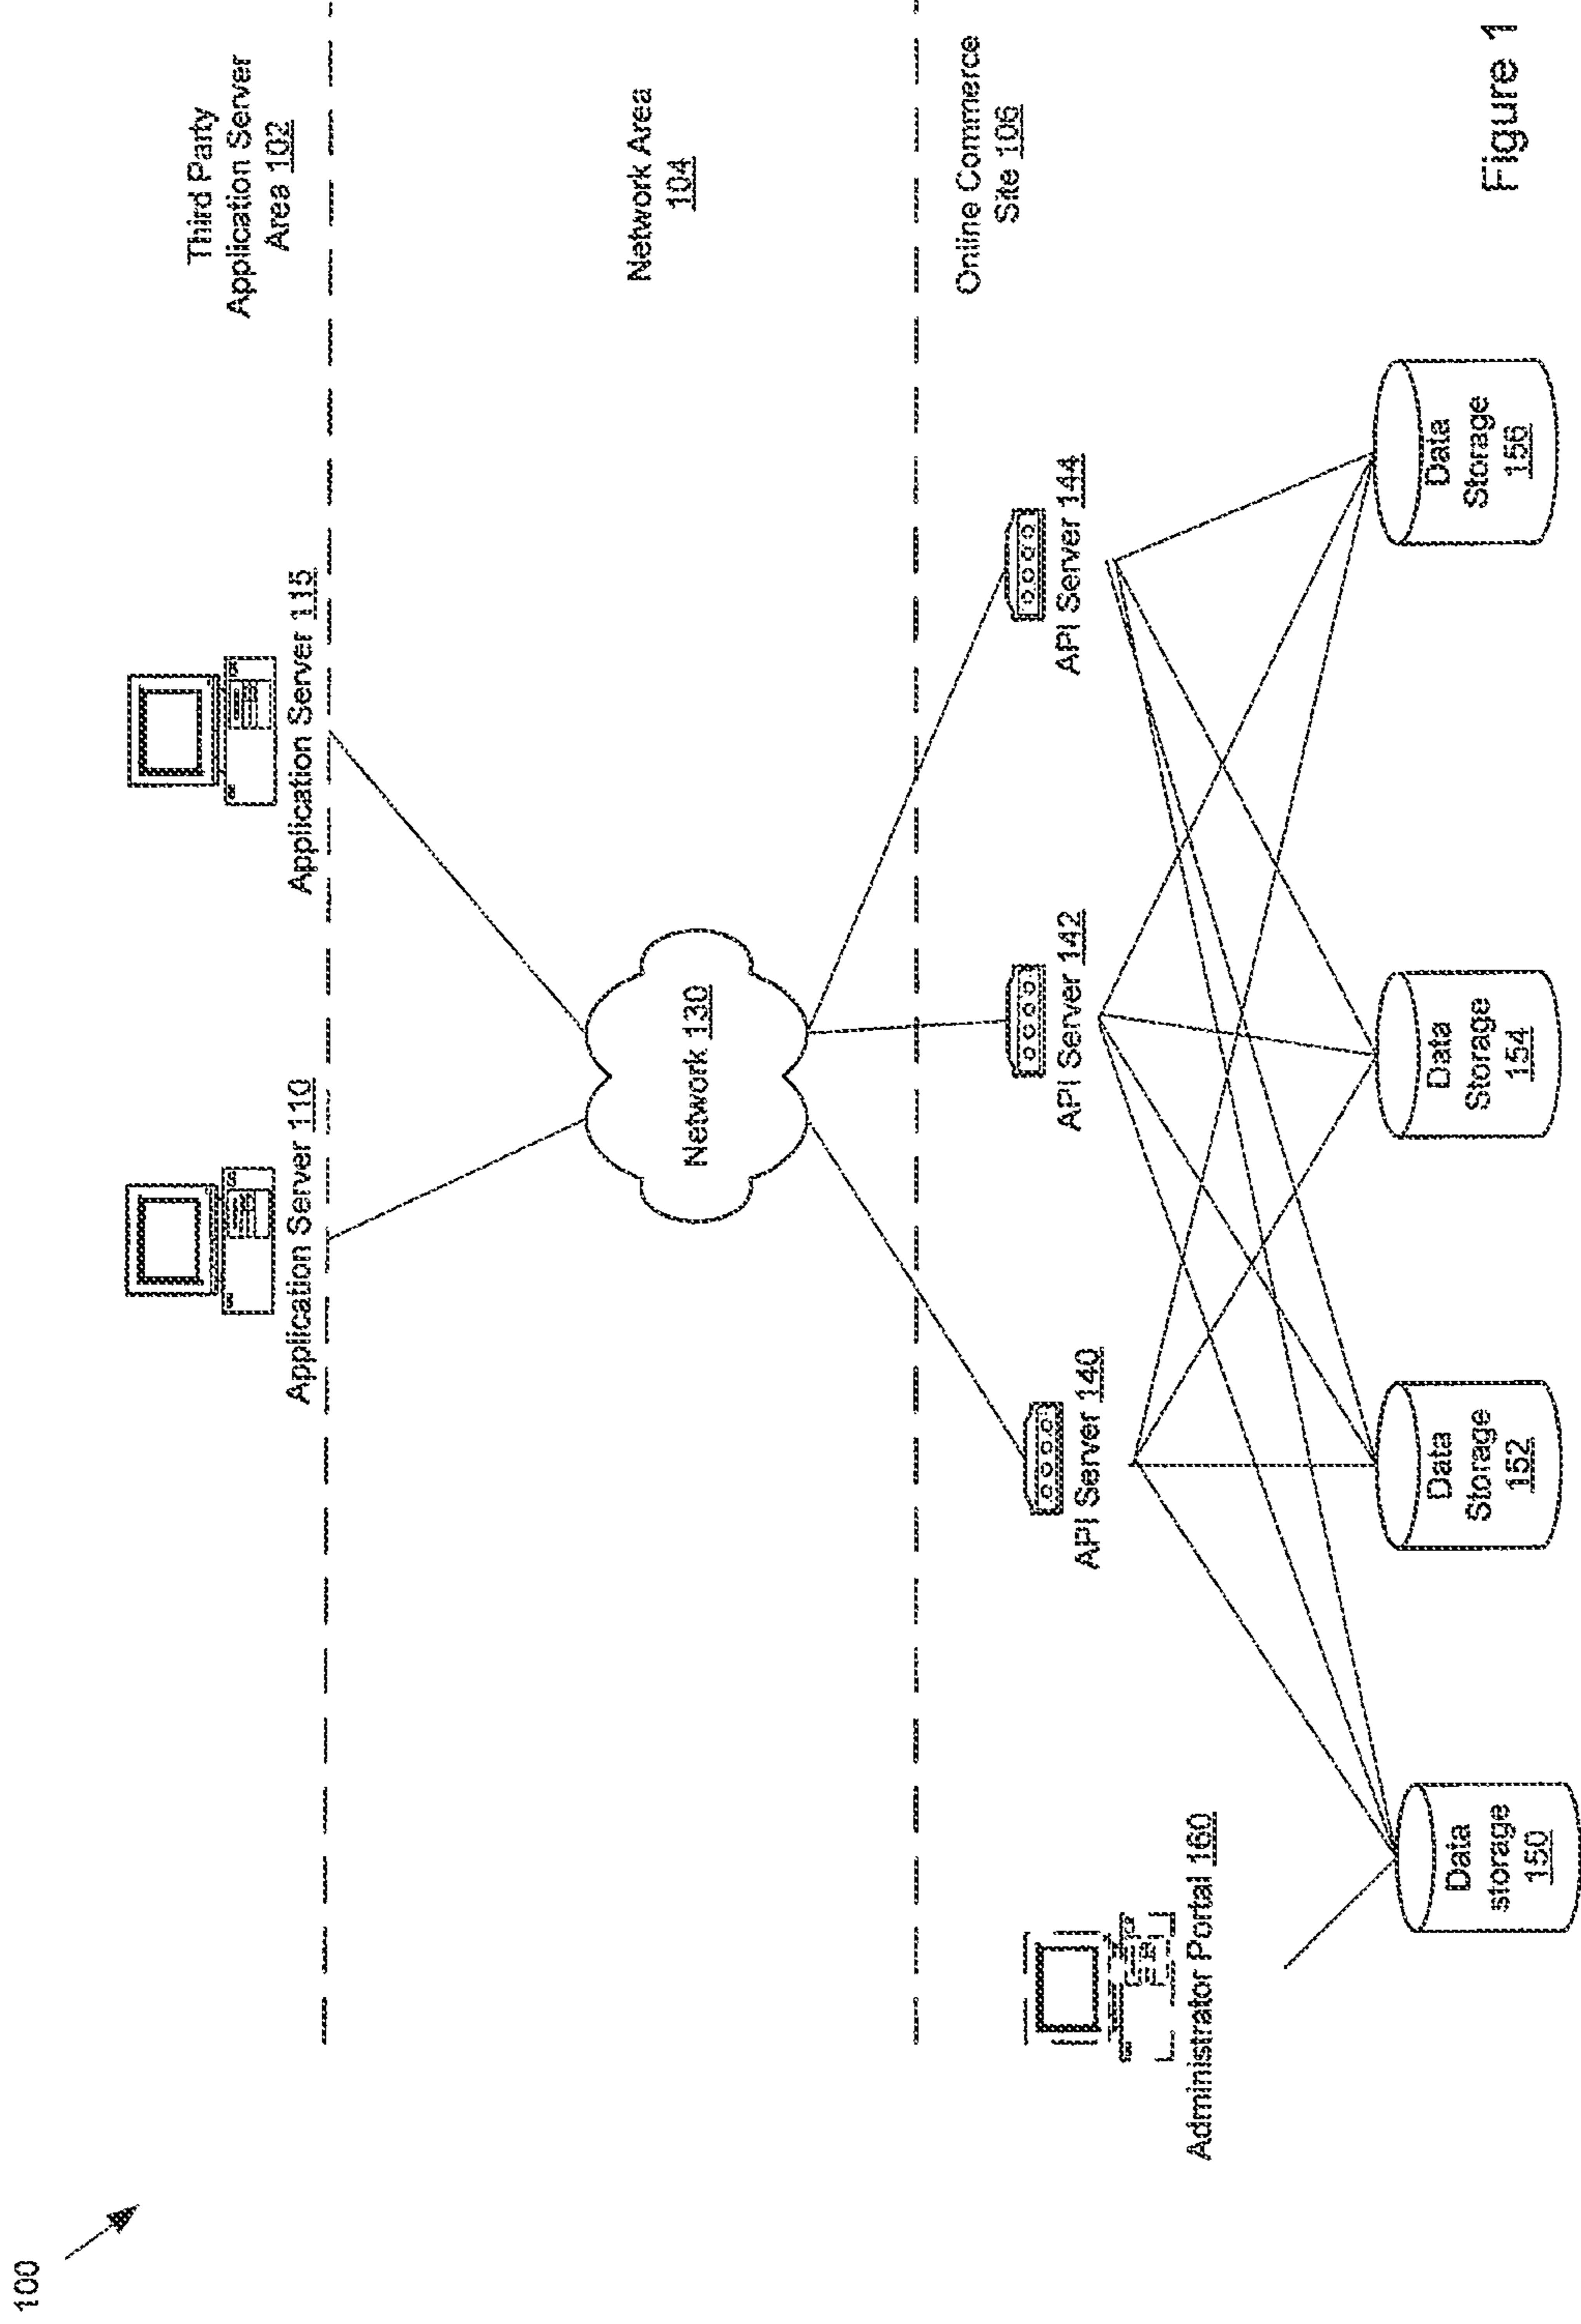 100
Third Party
Application Server
Area 102
Application Server 110
Application Server 115
Network Area
104
Network 130
Online Commerce
Site 106
API Server 140
API Server 142
API Server 144
Administrator Portal 160
Data
storage
150
Data
Storage
152
Data
Storage
154
Data
Storage
156
Figure 1